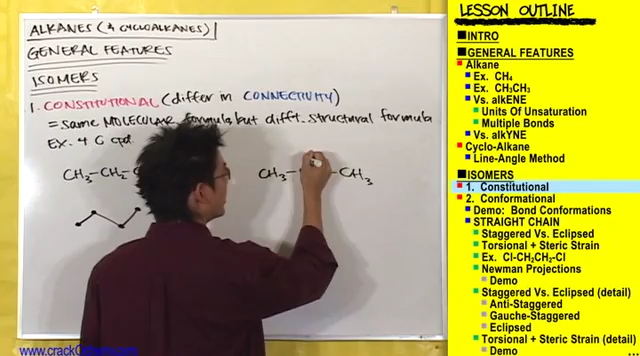 ALKANES (& CYCLOALKANES)
GENERAL FEATURES
ISOMERS
1. CONSTITUTIONAL (differ in CONNECTIVITY)
= same MOLECULAR formula but diff't. structural formula
EX. 4 C cpd
CH₃-CH₂-C
CH₃- - CH₃
www.crack
LESSON OUTLINE
INTRO
GENERAL FEATURES
Alkane
Ex. CH4
Ex. CH3CH3
Vs. alkENE
Units Of Unsaturation
Multiple Bonds
Vs. alkYNE
Cyclo-Alkane
Line-Angle Method
ISOMERS
1. Constitutional
2. Conformational
Demo: Bond Conformations
STRAIGHT CHAIN
Staggered Vs. Eclipsed
Torsional + Steric Strain
Ex. Cl-CH2CH2-Cl
Newman Projections
Demo
Staggered Vs. Eclipsed (detail)
Anti-Staggered
Gauche-Staggered
Eclipsed
Torsional + Steric Strain (detail)
Demo
...